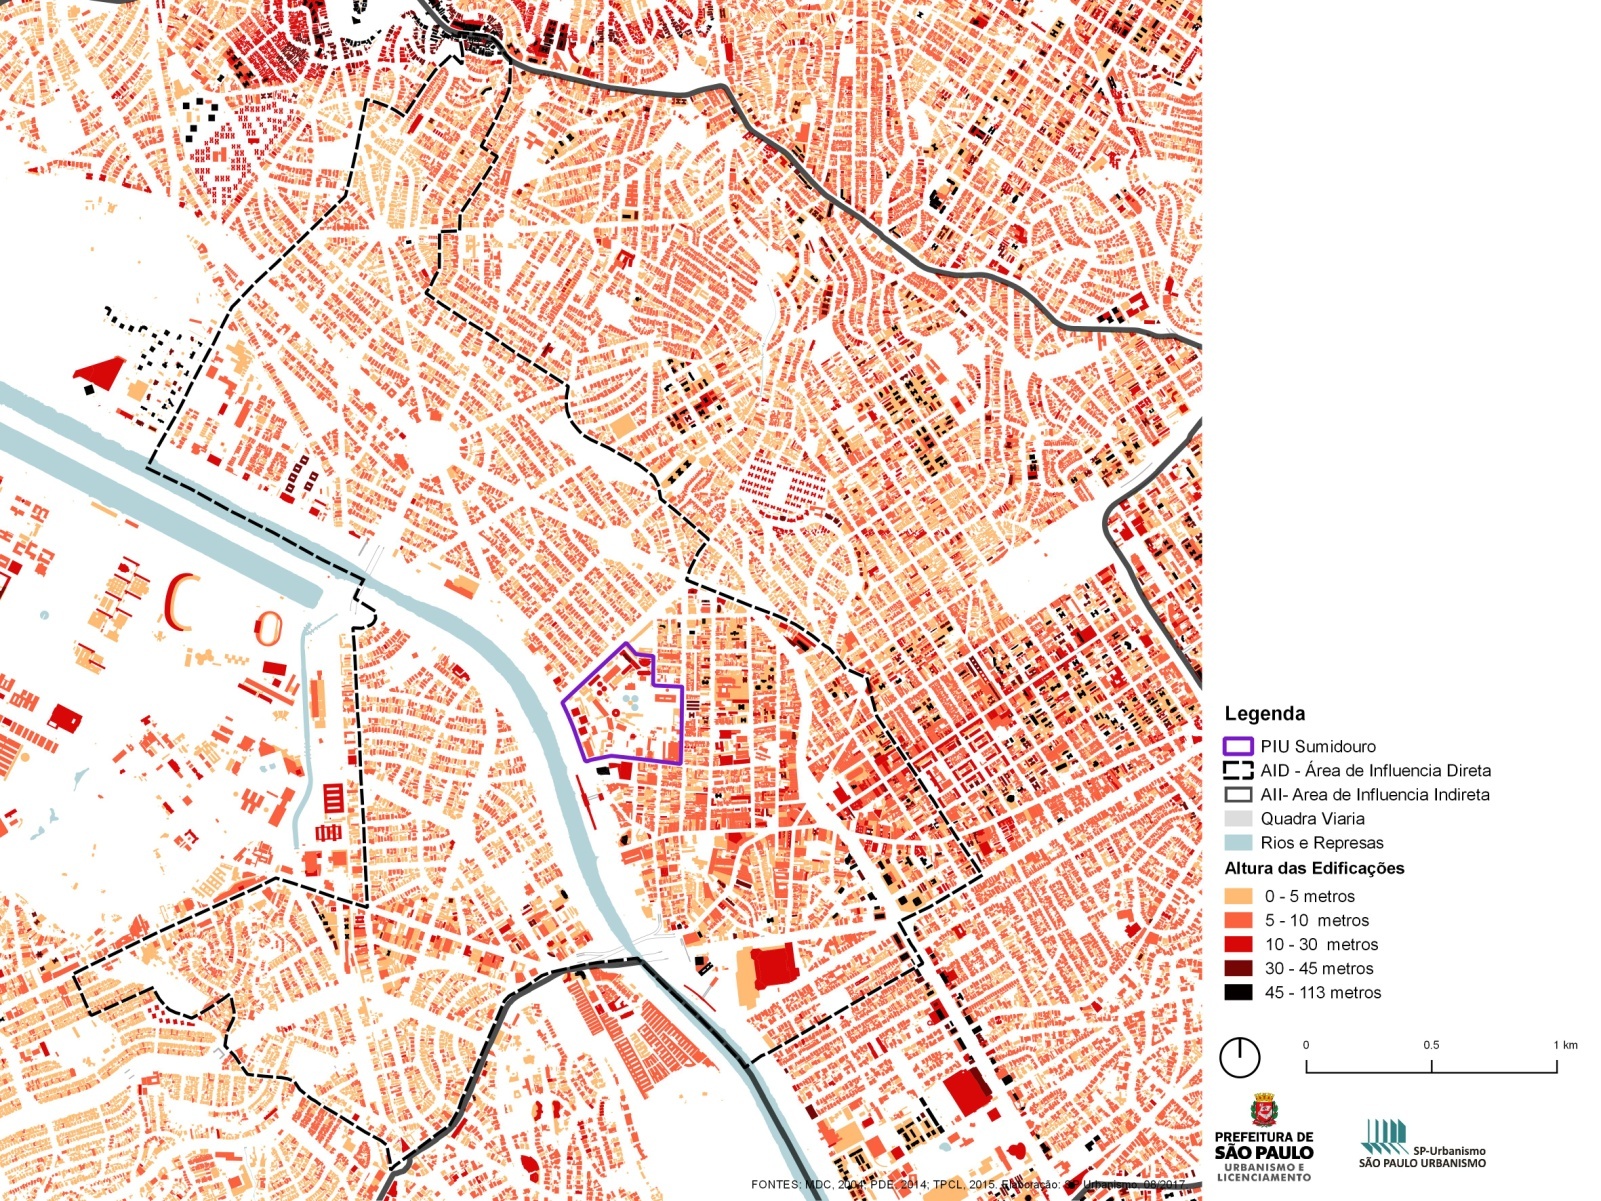 Legenda
PIU Sumidouro
AID - Área de Influencia Direta
AII- Area de Influencia Indireta
Quadra Viaria
Rios e Represas
Altura das Edificações
0 - 5 metros
5 - 10 metros
10 - 30 metros
30 - 45 metros
45 - 113 metros
0 0.5 1 km
PREFEITURA DE
SÃO PAULO
URBANISMO E
LICENCIAMENTO
SP-Urbanismo
SÃO PAULO URBANISMO
FONTES: MDC, 2004; PDE, 2014; TPCL, 2015. Elaboração: SP Urbanismo, 08/2017.